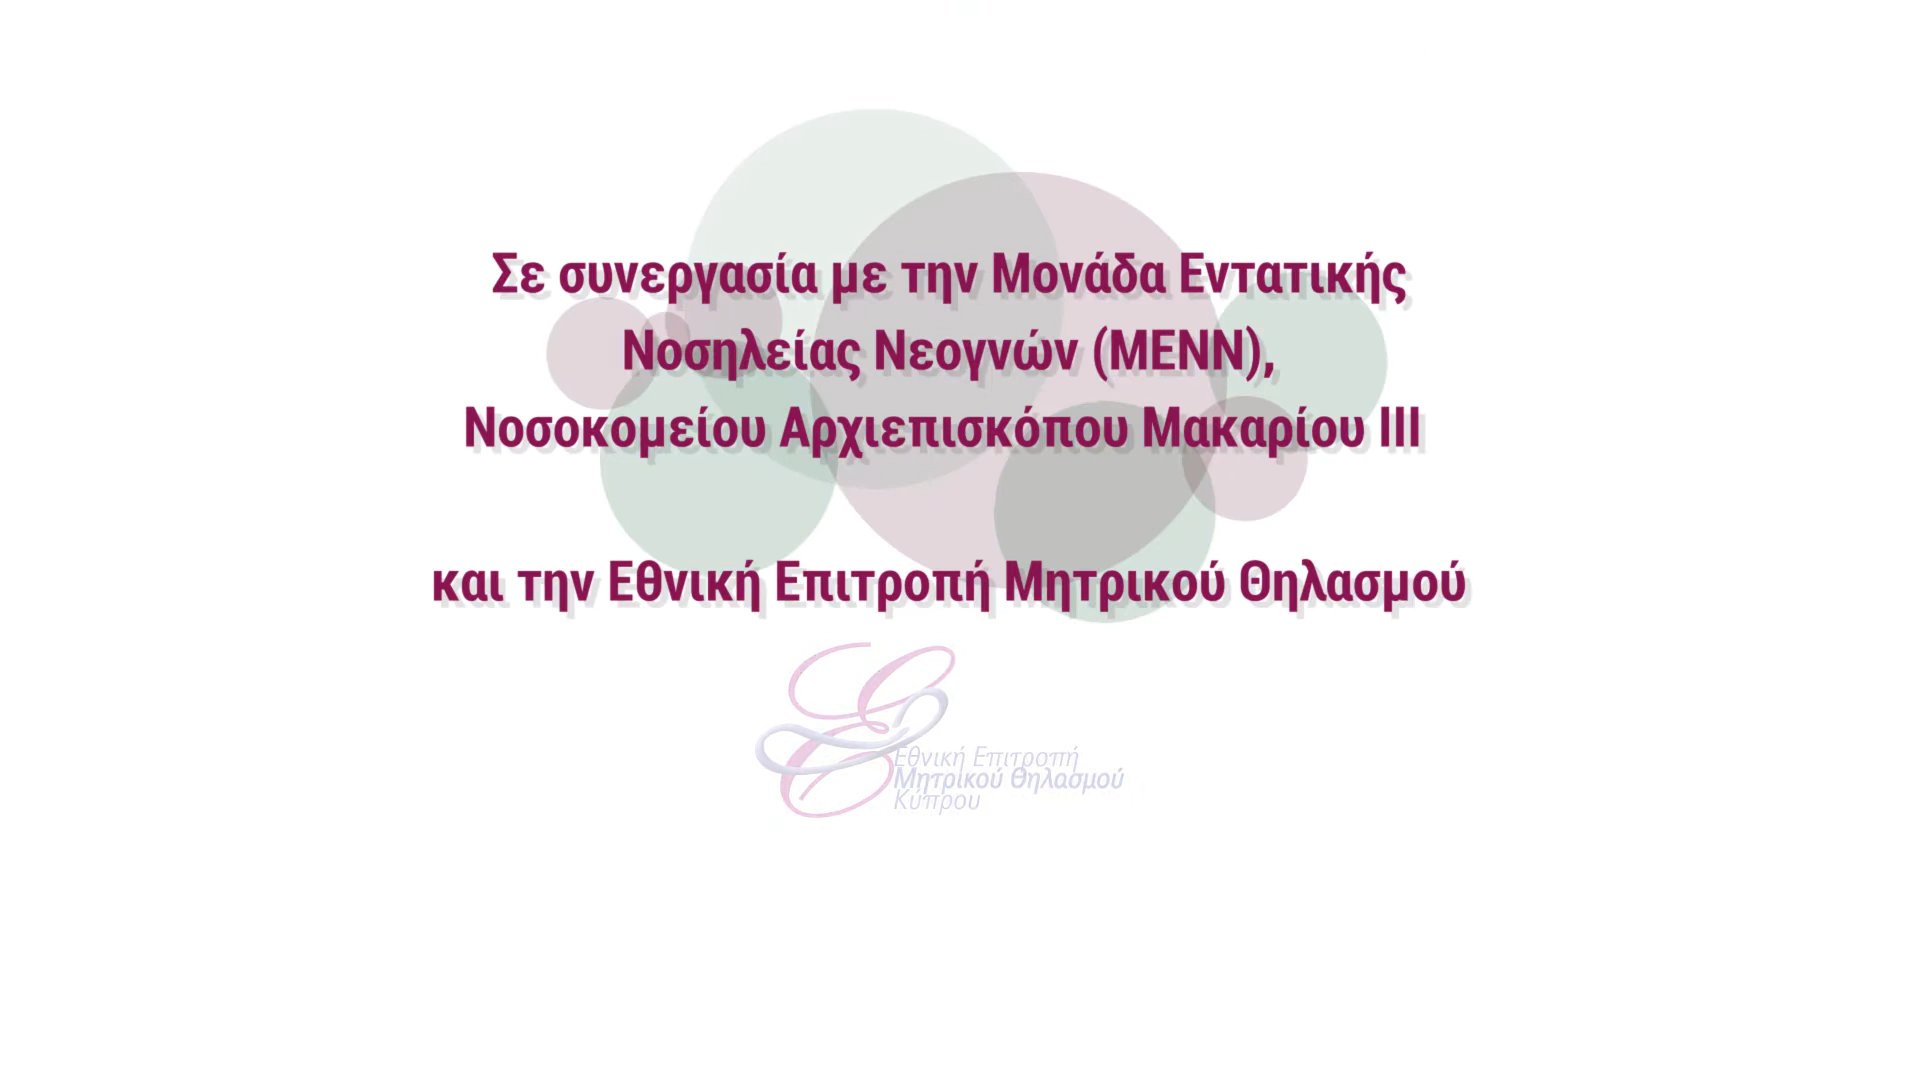 Σε συνεργασία με την Μονάδα Εντατικής
Νοσηλείας Νεογνών (ΜΕΝΝ),
Νοσοκομείου Αρχιεπισκόπου Μακαρίου ΙΙΙ
και την Εθνική Επιτροπή Μητρικού Θηλασμού
Εθνική Επιτροπή
Μητρικού Θηλασμού
Κύπρου